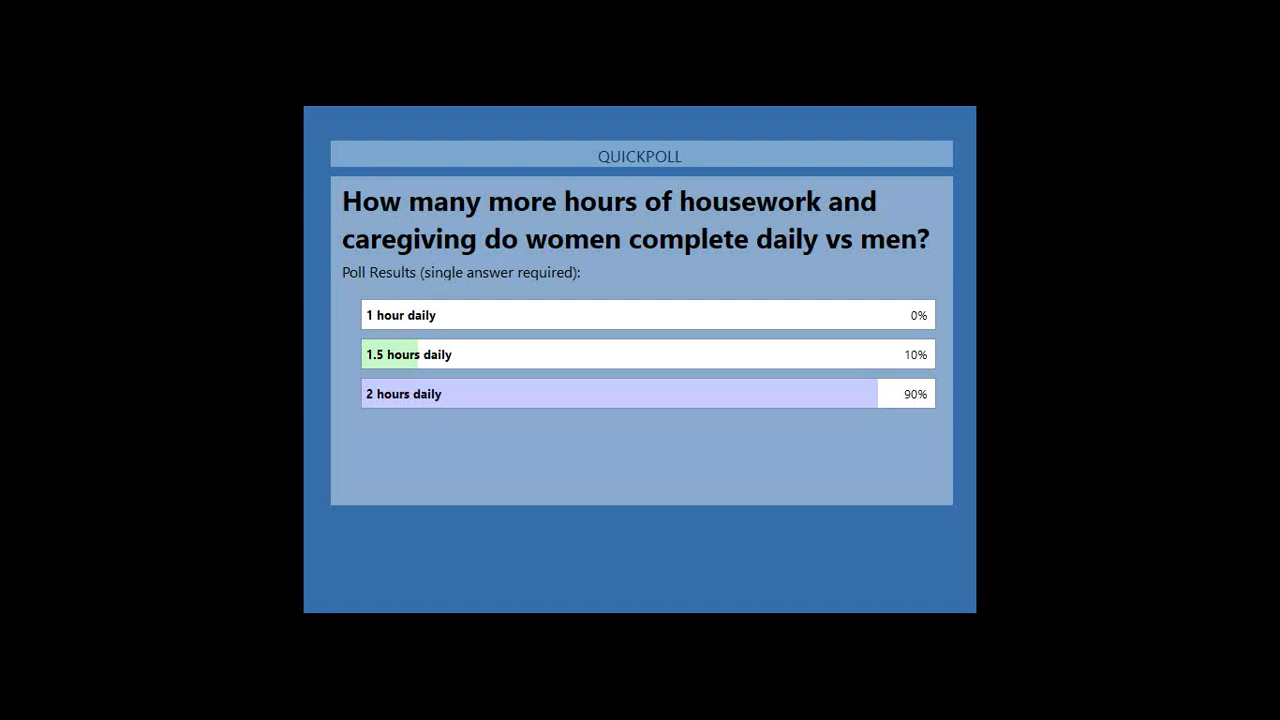 QUICKPOLL
How many more hours of housework and
caregiving do women complete daily vs men?
Poll Results (single answer required):
1 hour daily 0%
1.5 hours daily 10%
2 hours daily 90%